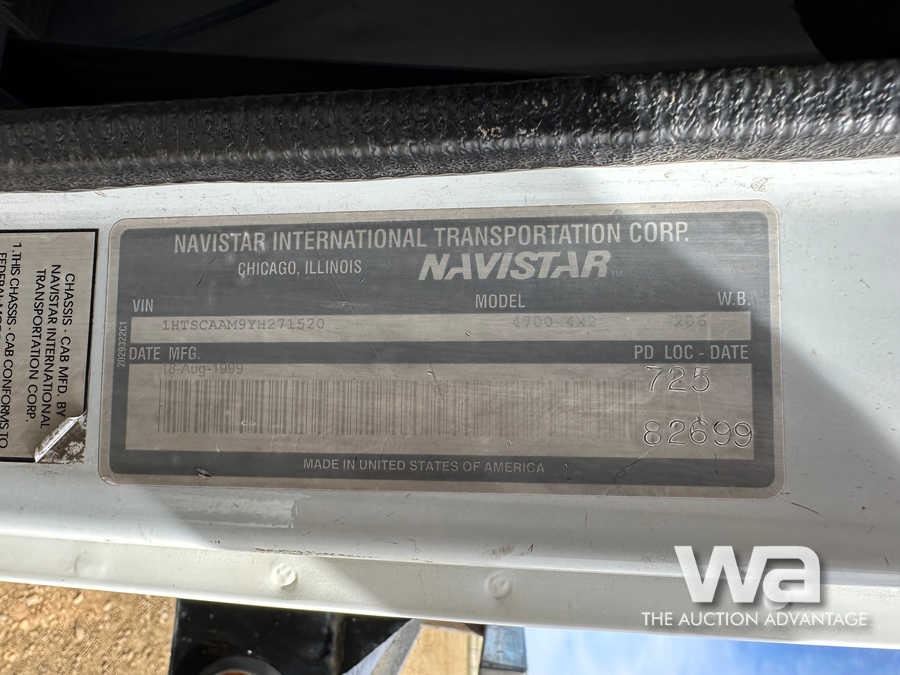 NAVISTAR INTERNATIONAL TRANSPORTATION CORP.
CHICAGO, ILLINOIS NAVISTAR™
VIN MODEL W.B.
1HTSCAAM9YH271520 4700 4X2
DATE MFG. PD LOC - DATE
18-Aug-1999 725
82699
MADE IN UNITED STATES OF AMERICA
2029322C1
CHASSIS - CAB MFD. BY
NAVISTAR INTERNATIONAL
TRANSPORTATION CORP.
1. THIS CHASSIS - CAB CONFORMS TO
wa
THE AUCTION ADVANTAGE